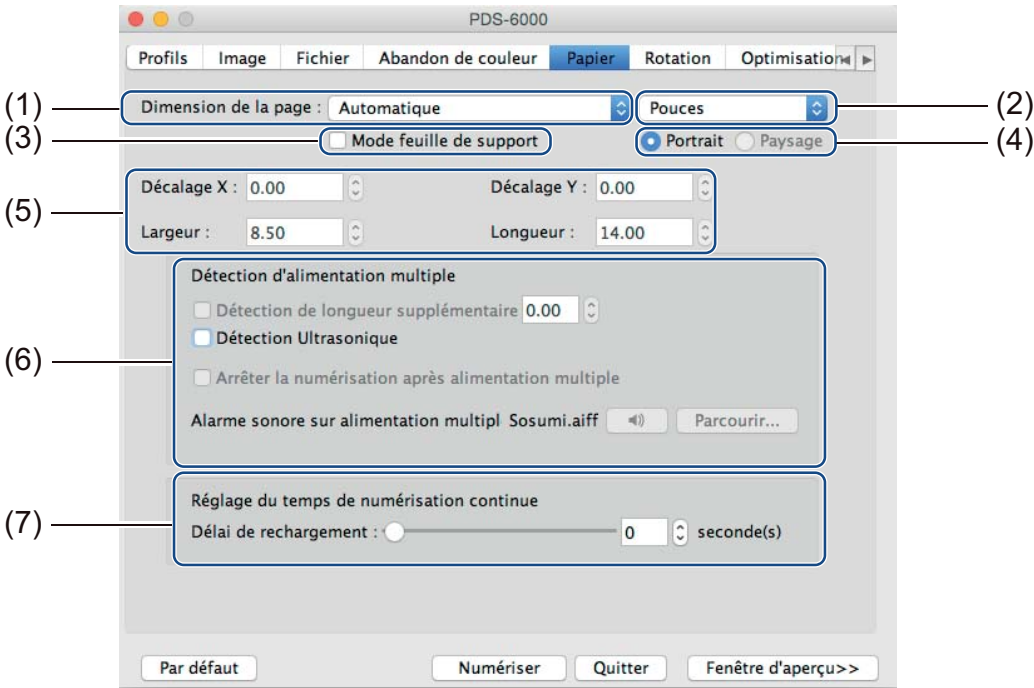 PDS-6000
Profils Image Fichier Abandon de couleur Papier Rotation Optimisation
(1) Dimension de la page : Automatique Pouces (2)
(3) Mode feuille de support Portrait Paysage (4)
(5)
Décalage X : 0.00 Décalage Y : 0.00
Largeur : 8.50 Longueur : 14.00
Détection d'alimentation multiple
Détection de longueur supplémentaire 0.00
Détection Ultrasonique
(6)
Arrêter la numérisation après alimentation multiple
Alarme sonore sur alimentation multipl Sosumi.aiff Parcourir...
Réglage du temps de numérisation continue
(7)
Délai de rechargement : 0 seconde(s)
Par défaut Numériser Quitter Fenêtre d'aperçu>>